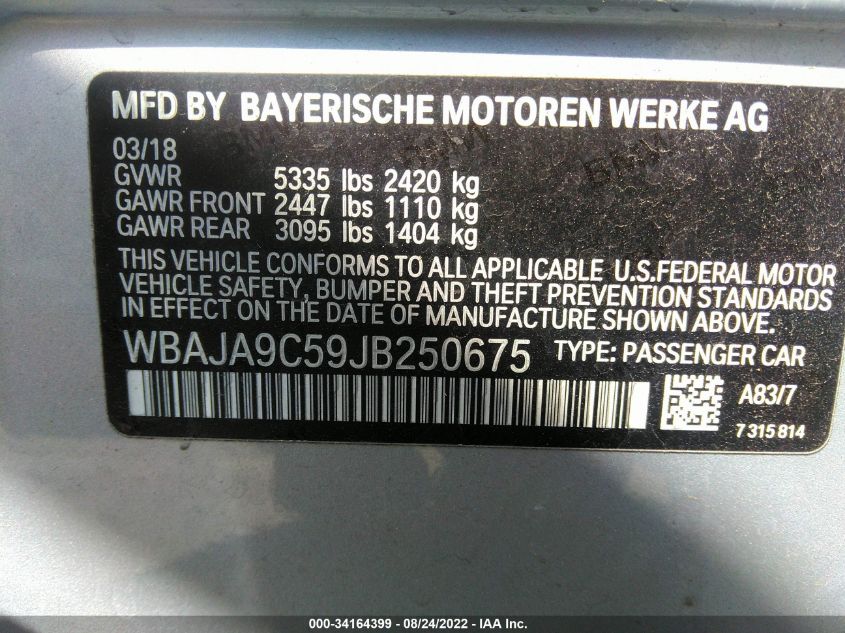 MFD BY BAYERISCHE MOTOREN WERKE AG
03/18
GVWR 5335 lbs 2420 kg
GAWR FRONT 2447 lbs 1110 kg
GAWR REAR 3095 lbs 1404 kg
THIS VEHICLE CONFORMS TO ALL APPLICABLE U.S.FEDERAL MOTOR
VEHICLE SAFETY, BUMPER AND THEFT PREVENTION STANDARDS
IN EFFECT ON THE DATE OF MANUFACTURE SHOWN ABOVE.
WBAJA9C59JB250675 TYPE: PASSENGER CAR
A83/7
7 315 814
000-34164399 - 08/24/2022 - IAA Inc.